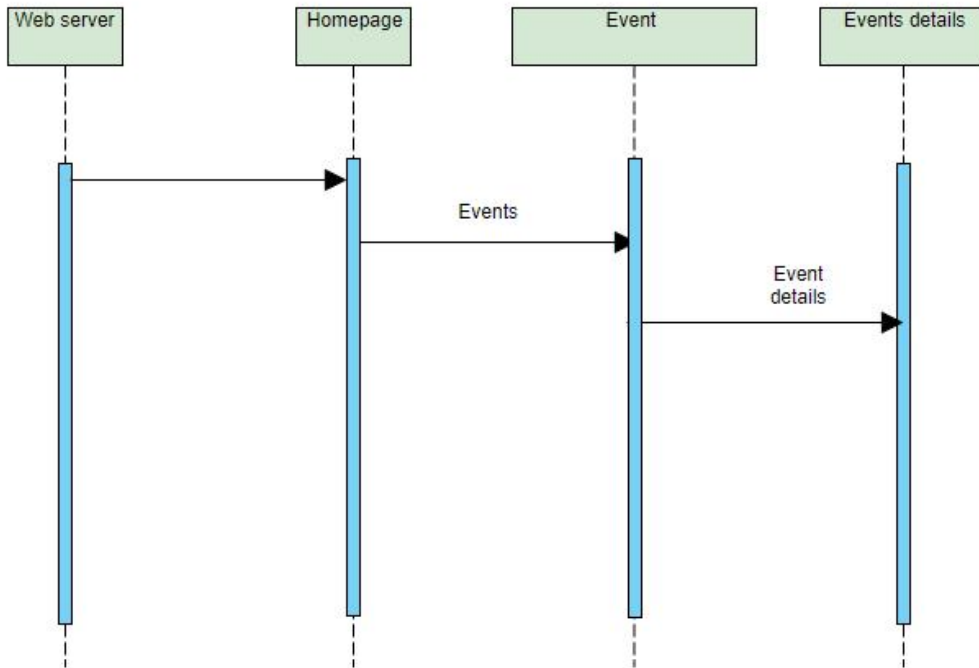 Web server
Homepage
Event
Events details
Events
Event
details